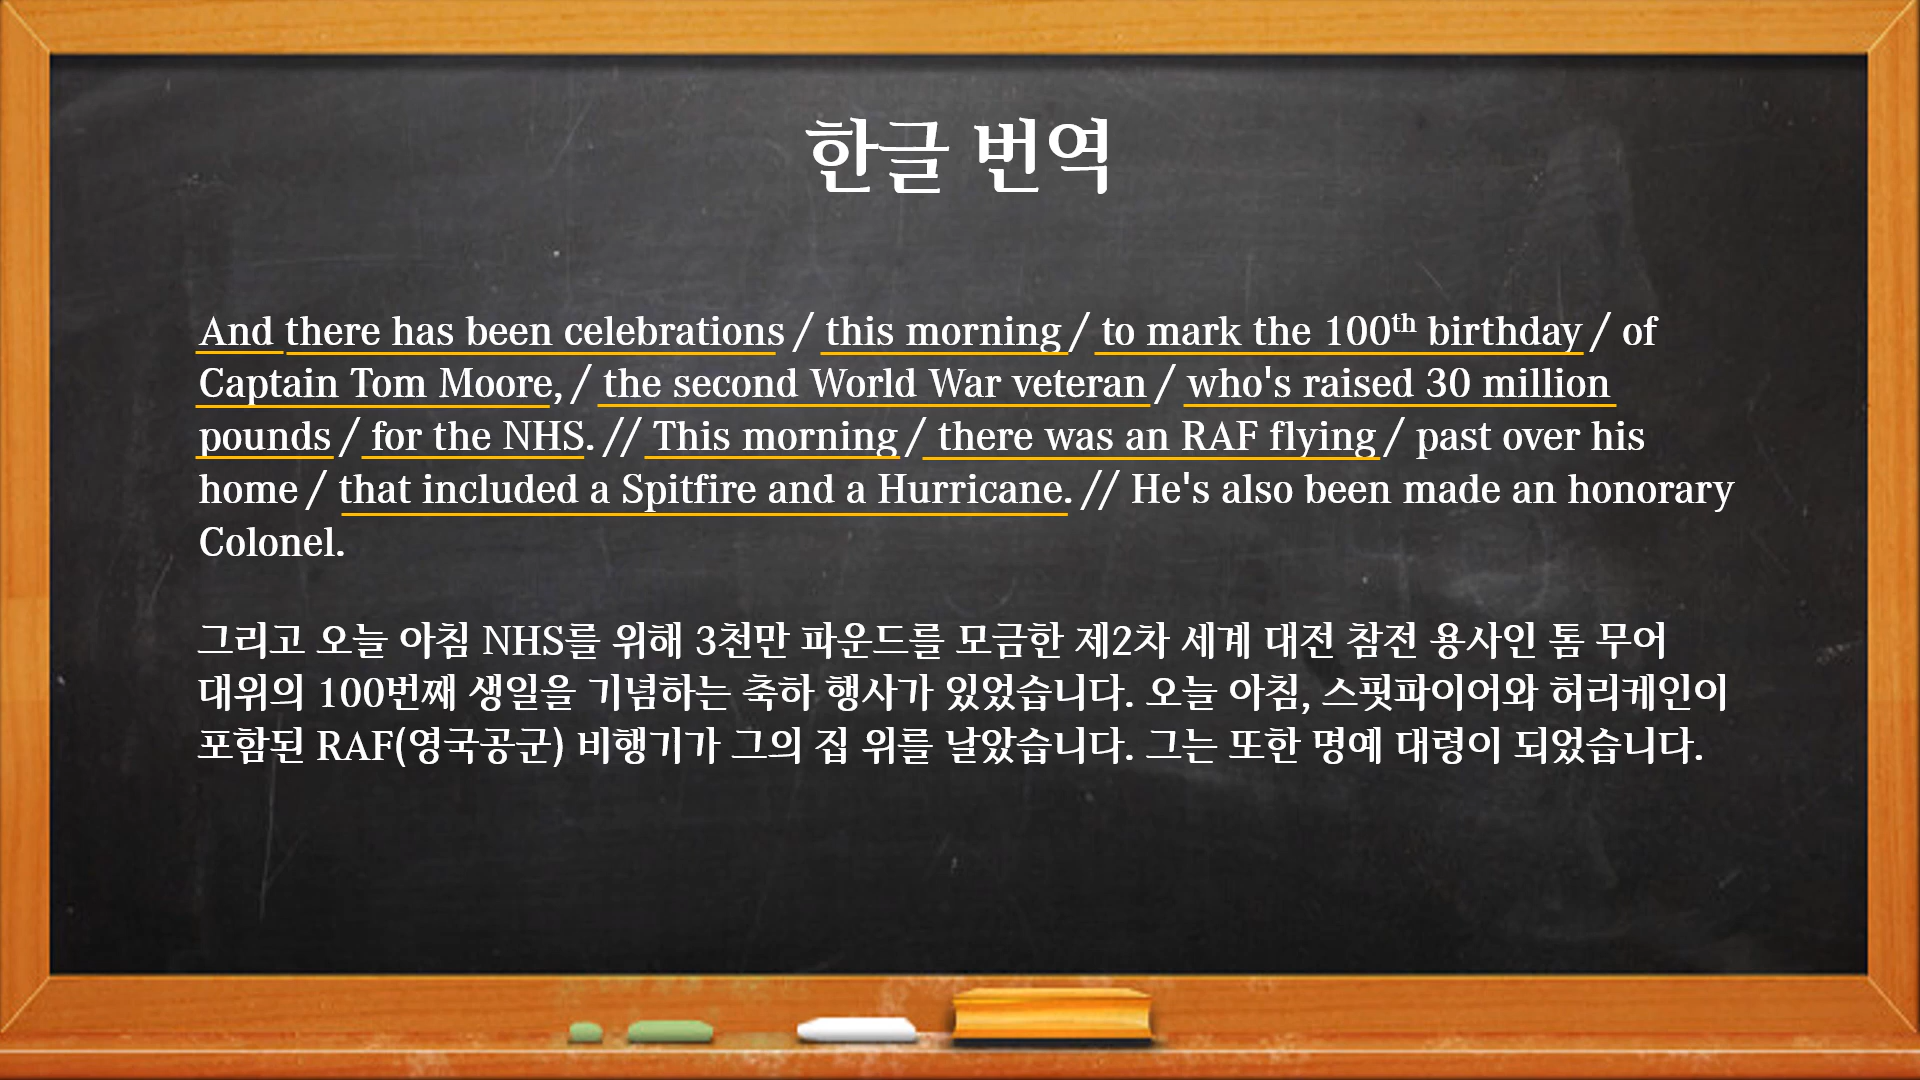 한글 번역
And there has been celebrations / this morning / to mark the 100th birthday / of
Captain Tom Moore, / the second World War veteran / who's raised 30 million
pounds / for the NHS. // This morning / there was an RAF flying / past over his
home / that included a Spitfire and a Hurricane. // He's also been made an honorary
Colonel.
그리고 오늘 아침 NHS를 위해 3천만 파운드를 모금한 제2차 세계 대전 참전 용사인 톰 무어
대위의 100번째 생일을 기념하는 축하 행사가 있었습니다. 오늘 아침, 스핏파이어와 허리케인이
포함된 RAF(영국공군) 비행기가 그의 집 위를 날았습니다. 그는 또한 명예 대령이 되었습니다.